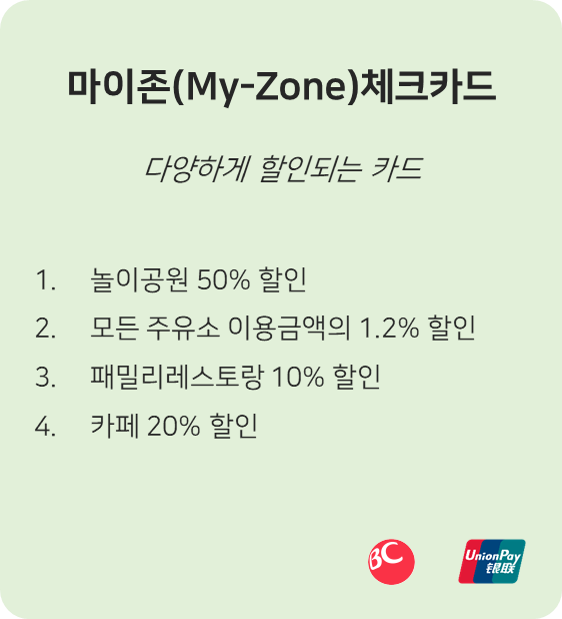 마이존(My-Zone)체크카드
다양하게 할인되는 카드
1. 놀이공원 50% 할인
2. 모든 주유소 이용금액의 1.2% 할인
3. 패밀리레스토랑 10% 할인
4. 카페 20% 할인
BC
UnionPay
银联